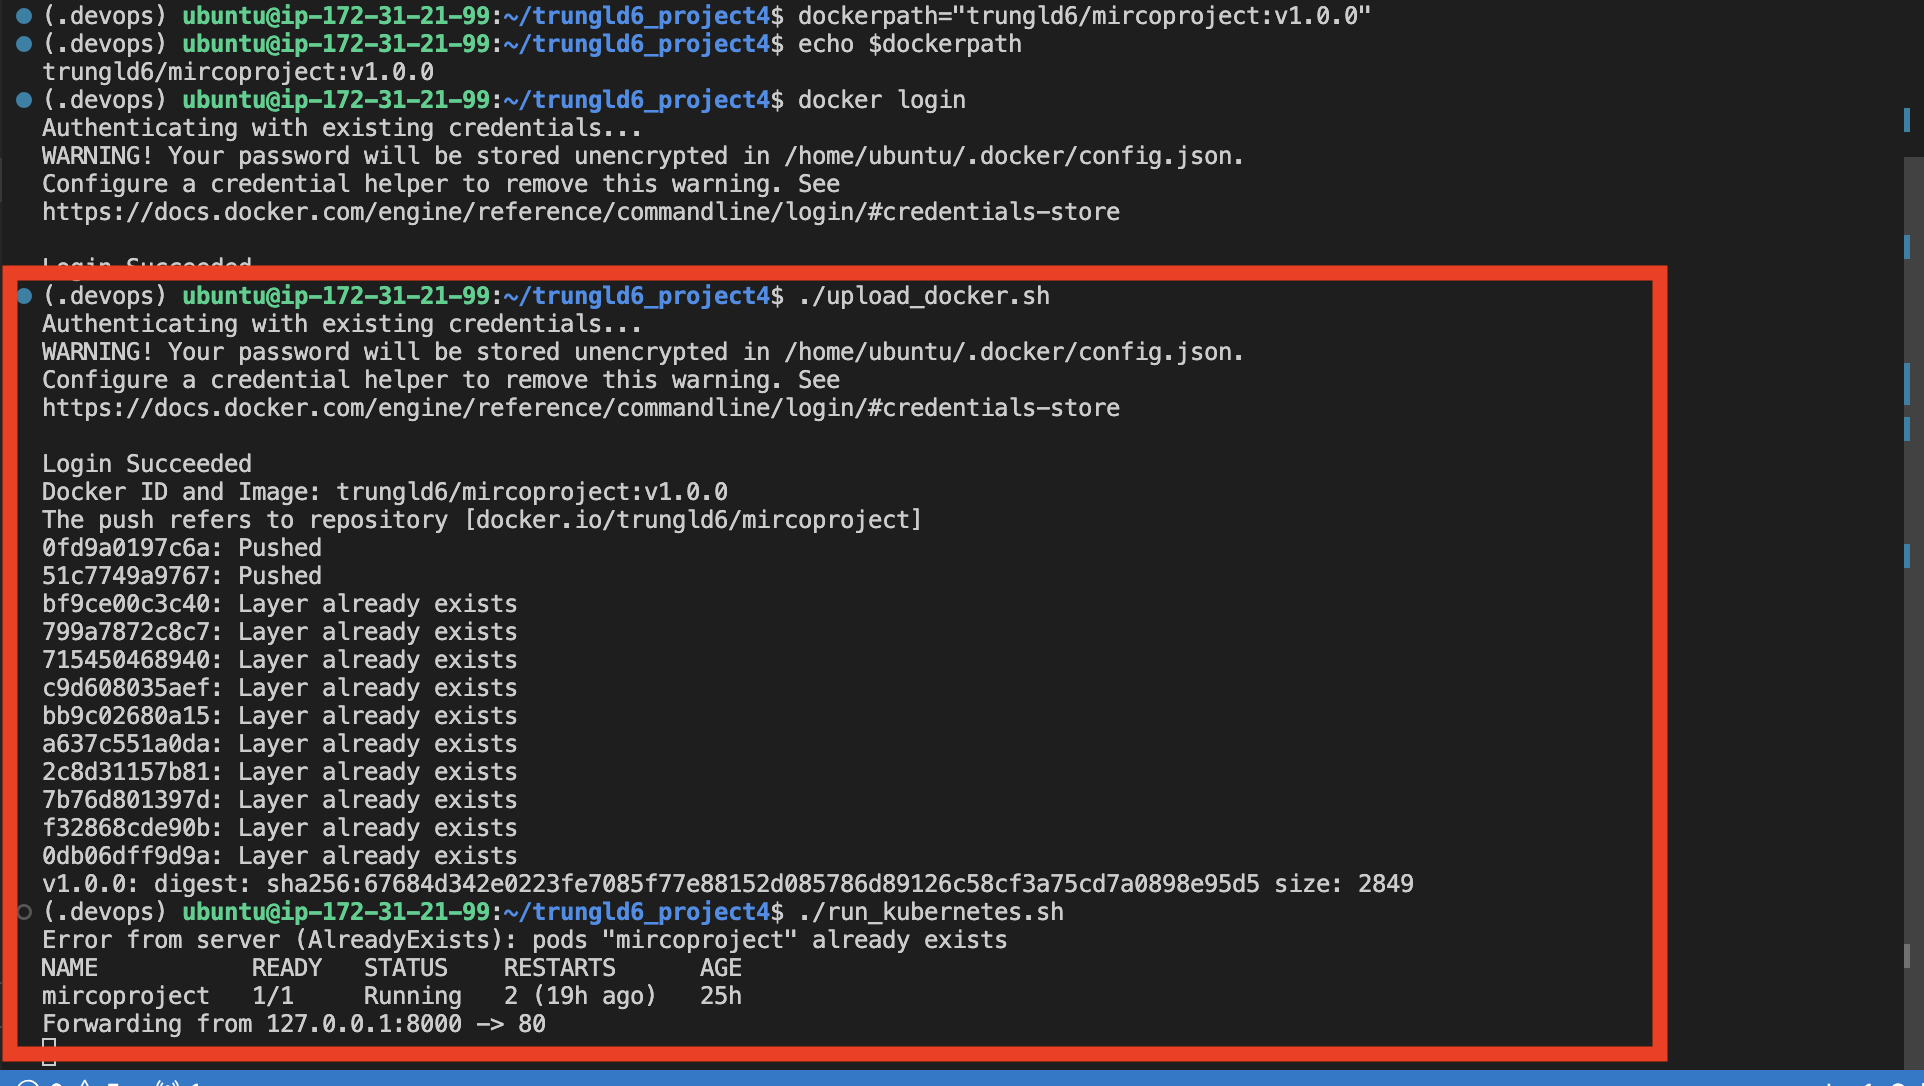 (.devops) ubuntu@ip-172-31-21-99:~/trungld6_project4$ dockerpath="trungld6/mircoproject:v1.0.0"
(.devops) ubuntu@ip-172-31-21-99:~/trungld6_project4$ echo $dockerpath
trungld6/mircoproject:v1.0.0
(.devops) ubuntu@ip-172-31-21-99:~/trungld6_project4$ docker login
Authenticating with existing credentials...
WARNING! Your password will be stored unencrypted in /home/ubuntu/.docker/config.json.
Configure a credential helper to remove this warning. See
https://docs.docker.com/engine/reference/commandline/login/#credentials-store
Login Succeeded
(.devops) ubuntu@ip-172-31-21-99:~/trungld6_project4$ ./upload_docker.sh
Authenticating with existing credentials...
WARNING! Your password will be stored unencrypted in /home/ubuntu/.docker/config.json.
Configure a credential helper to remove this warning. See
https://docs.docker.com/engine/reference/commandline/login/#credentials-store
Login Succeeded
Docker ID and Image: trungld6/mircoproject:v1.0.0
The push refers to repository [docker.io/trungld6/mircoproject]
0fd9a0197c6a: Pushed
51c7749a9767: Pushed
bf9ce00c3c40: Layer already exists
799a7872c8c7: Layer already exists
715450468940: Layer already exists
c9d608035aef: Layer already exists
bb9c02680a15: Layer already exists
a637c551a0da: Layer already exists
2c8d31157b81: Layer already exists
7b76d801397d: Layer already exists
f32868cde90b: Layer already exists
0db06dff9d9a: Layer already exists
v1.0.0: digest: sha256:67684d342e0223fe7085f77e88152d085786d89126c58cf3a75cd7a0898e95d5 size: 2849
(.devops) ubuntu@ip-172-31-21-99:~/trungld6_project4$ ./run_kubernetes.sh
Error from server (AlreadyExists): pods "mircoproject" already exists
NAME READY STATUS RESTARTS AGE
mircoproject 1/1 Running 2 (19h ago) 25h
Forwarding from 127.0.0.1:8000 -> 80